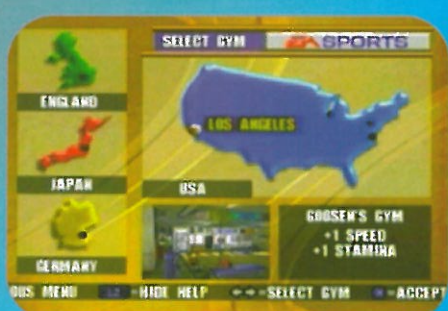 SELECT GYM
EA SPORTS
ENGLAND
LOS ANGELES
JAPAN
USA
GOOSEN'S GYM
+1 SPEED
+1 STAMINA
GERMANY
OUS MENU =HIDE HELP =SELECT GYM =ACCEPT